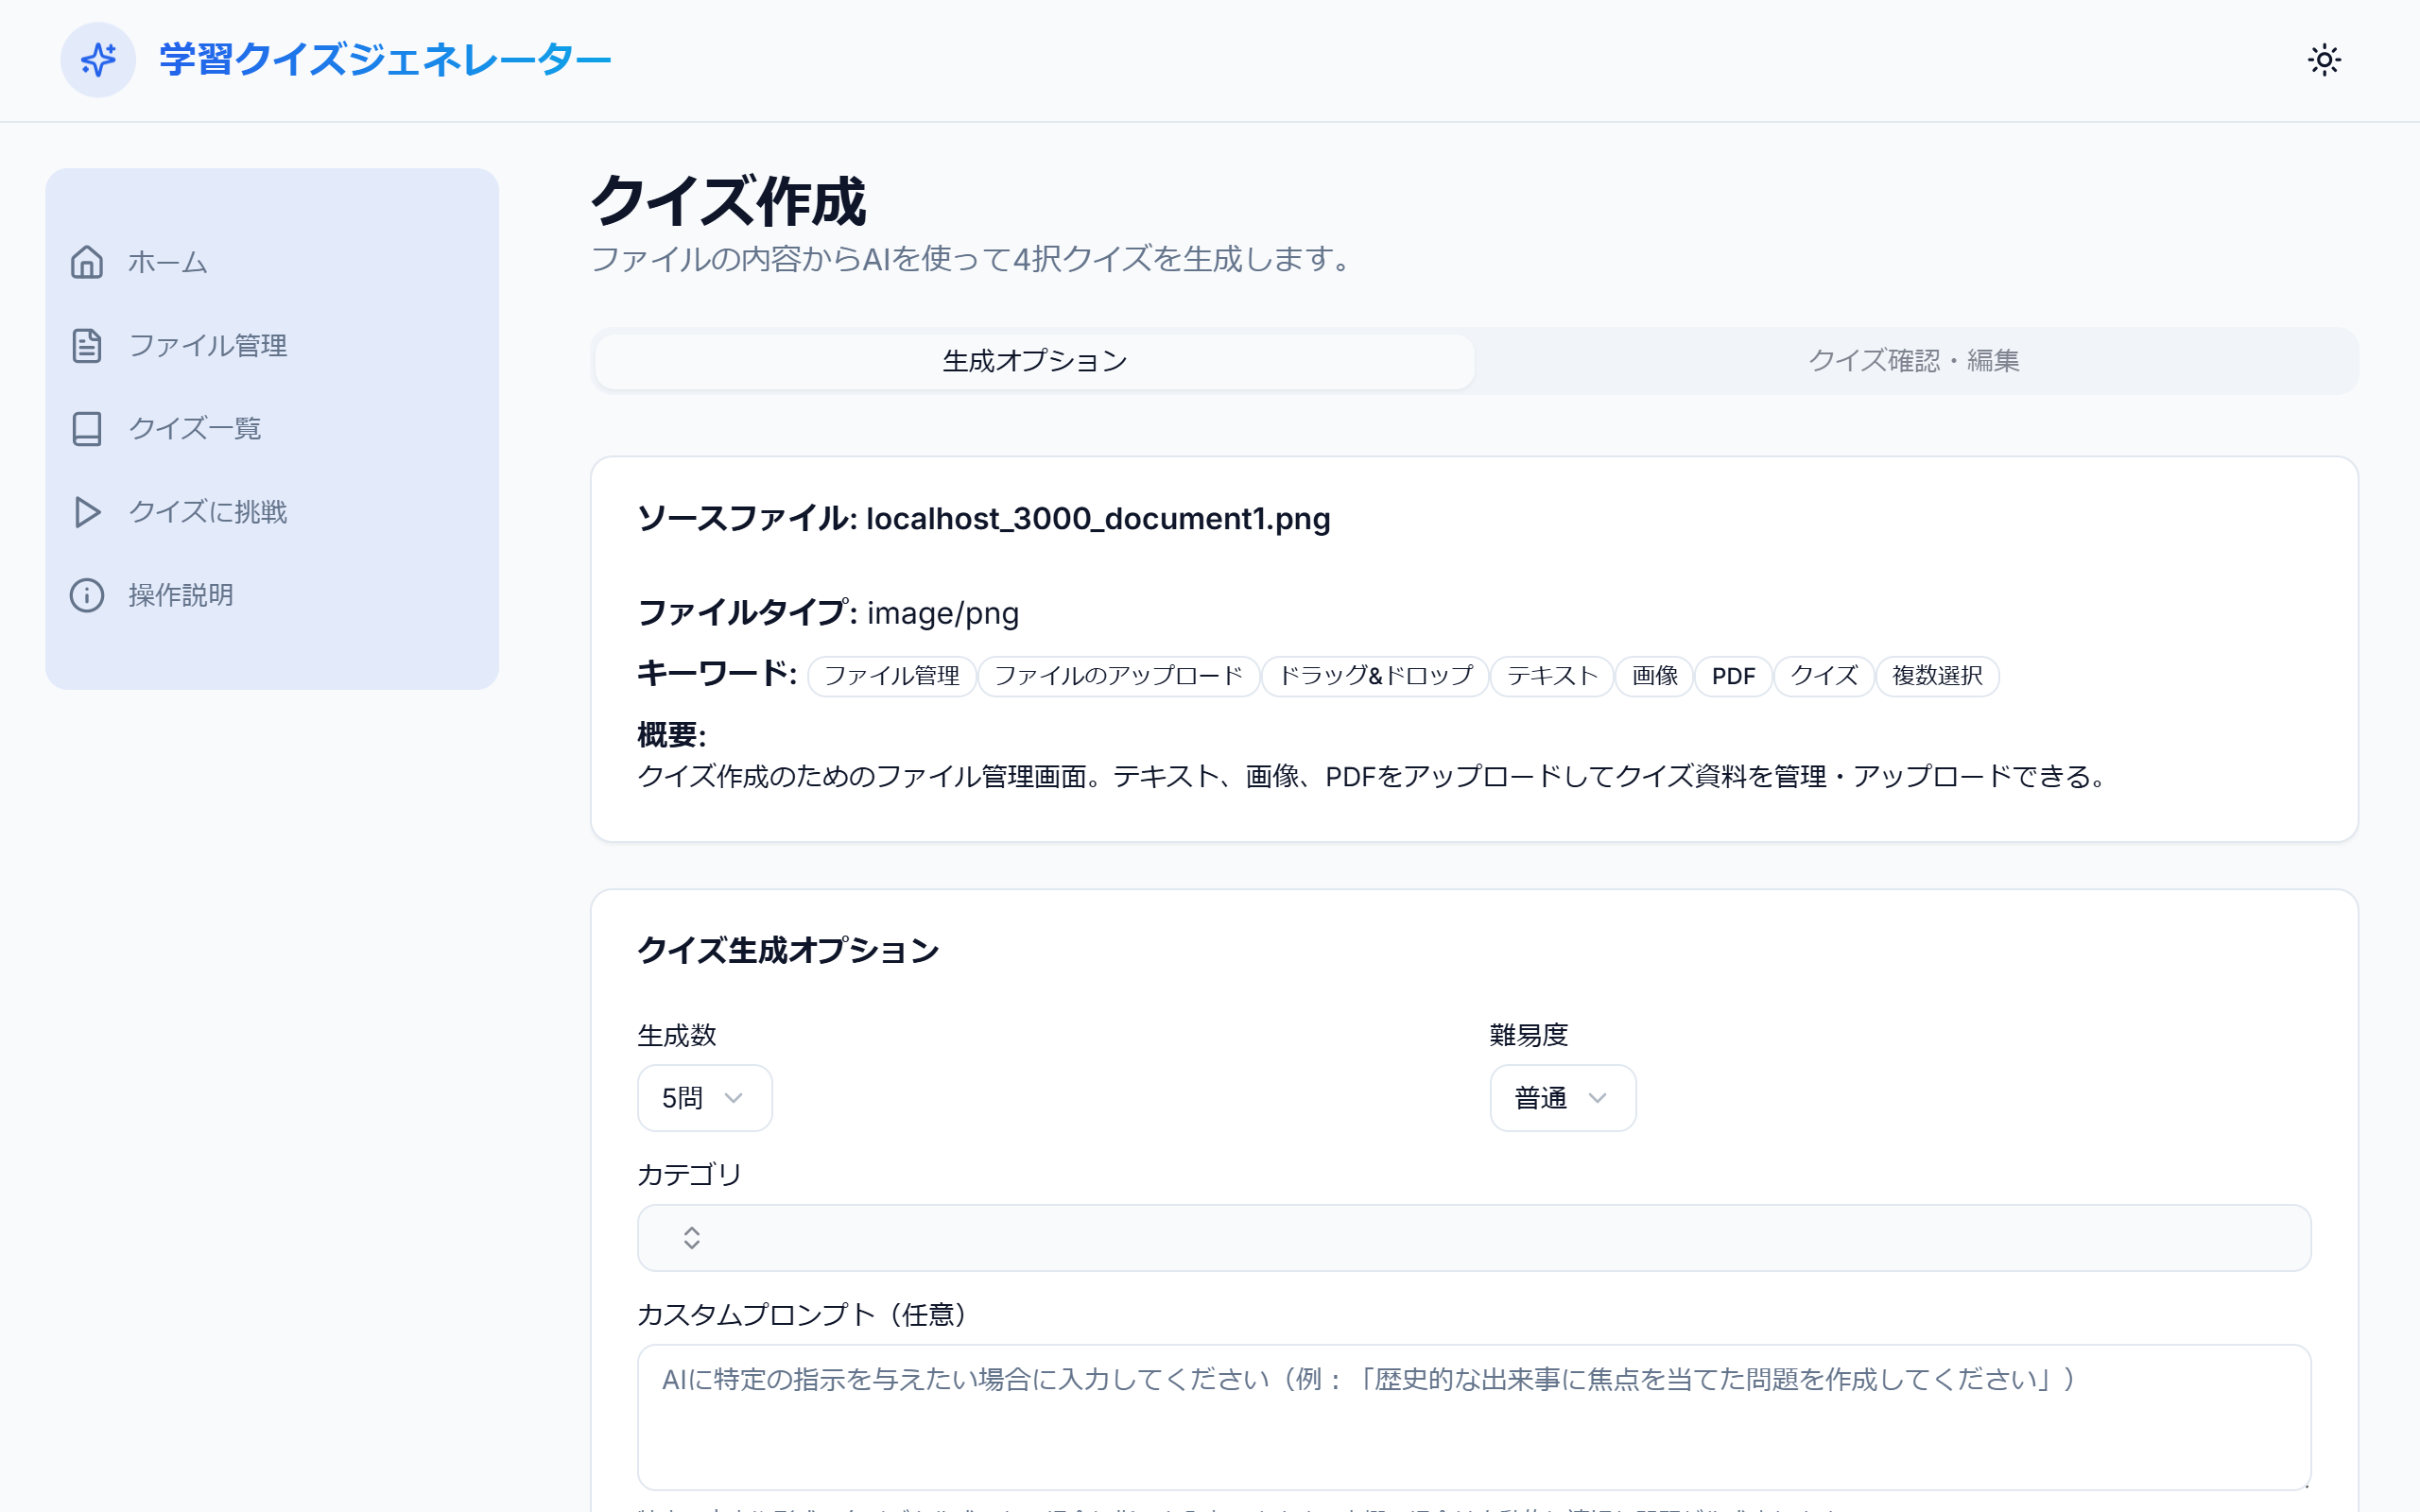 学習クイズジェネレーター
ホーム
ファイル管理
クイズ一覧
クイズに挑戦
操作説明
クイズ作成
ファイルの内容からAIを使って4択クイズを生成します。
生成オプション
クイズ確認・編集
ソースファイル: localhost_3000_document1.png
ファイルタイプ: image/png
キーワード: ファイル管理 ファイルのアップロード ドラッグ&ドロップ テキスト 画像 PDF クイズ 複数選択
概要:
クイズ作成のためのファイル管理画面。テキスト、画像、PDFをアップロードしてクイズ資料を管理・アップロードできる。
クイズ生成オプション
生成数
難易度
5問
普通
カテゴリ
カスタムプロンプト（任意）
AIに特定の指示を与えたい場合に入力してください（例：「歴史的な出来事に焦点を当てた問題を作成してください」）